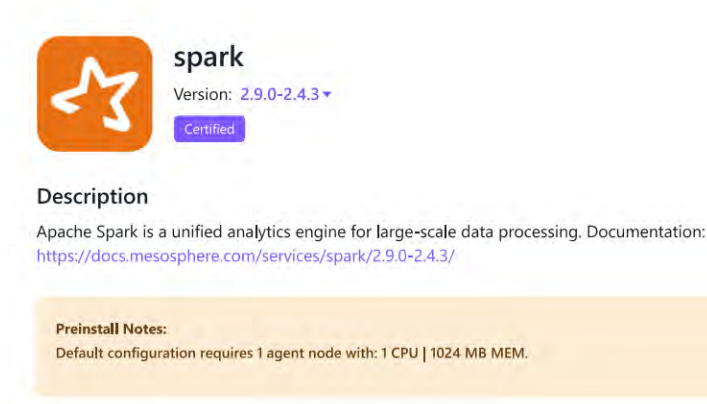 spark
Version: 2.9.0-2.4.3
Certified
Description
Apache Spark is a unified analytics engine for large-scale data processing. Documentation:
https://docs.mesosphere.com/services/spark/2.9.0-2.4.3/
Preinstall Notes:
Default configuration requires 1 agent node with: 1 CPU | 1024 MB MEM.